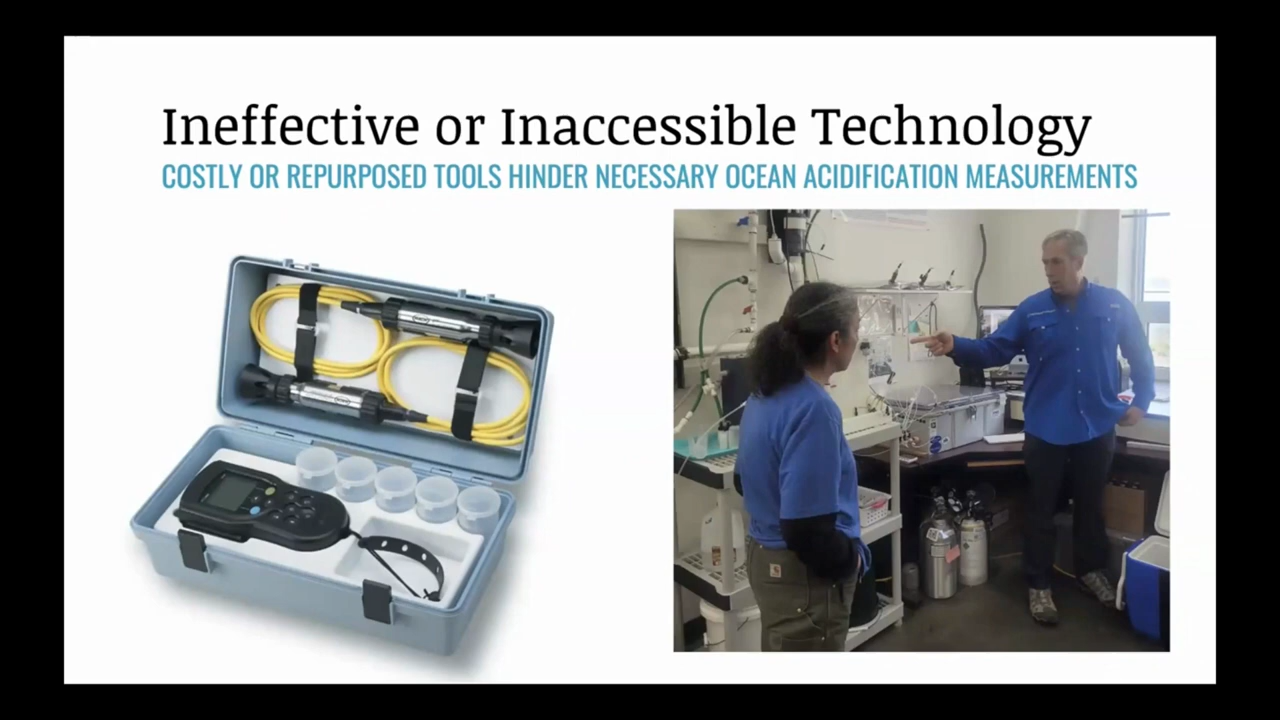 Ineffective or Inaccessible Technology
COSTLY OR REPURPOSED TOOLS HINDER NECESSARY OCEAN ACIDIFICATION MEASUREMENTS